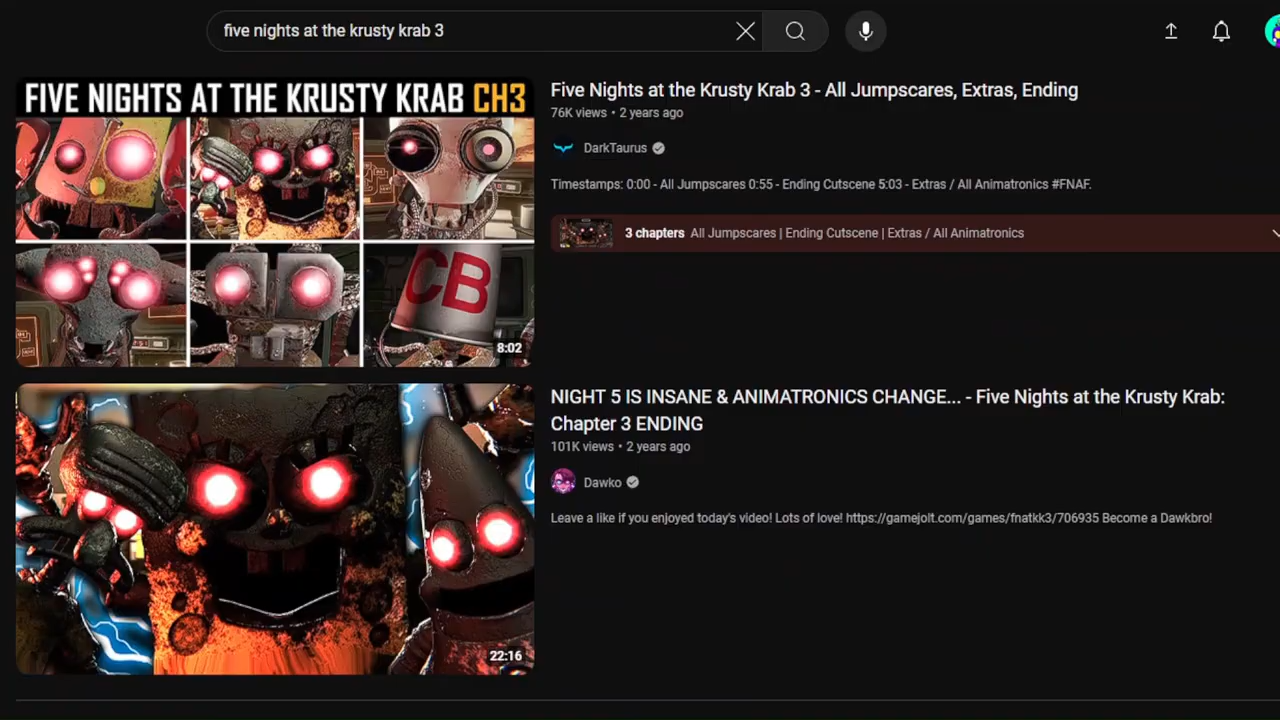 five nights at the krusty krab 3
FIVE NIGHTS AT THE KRUSTY KRAB CH3
CB
8:02
Five Nights at the Krusty Krab 3 - All Jumpscares, Extras, Ending
76K views • 2 years ago
DarkTaurus
Timestamps: 0:00 - All Jumpscares 0:55 - Ending Cutscene 5:03 - Extras / All Animatronics #FNAF.
3 chapters All Jumpscares | Ending Cutscene | Extras / All Animatronics
22:16
NIGHT 5 IS INSANE & ANIMATRONICS CHANGE... - Five Nights at the Krusty Krab:
Chapter 3 ENDING
101K views • 2 years ago
Dawko
Leave a like if you enjoyed today's video! Lots of love! https://gamejolt.com/games/fnatkk3/706935 Become a Dawkbro!